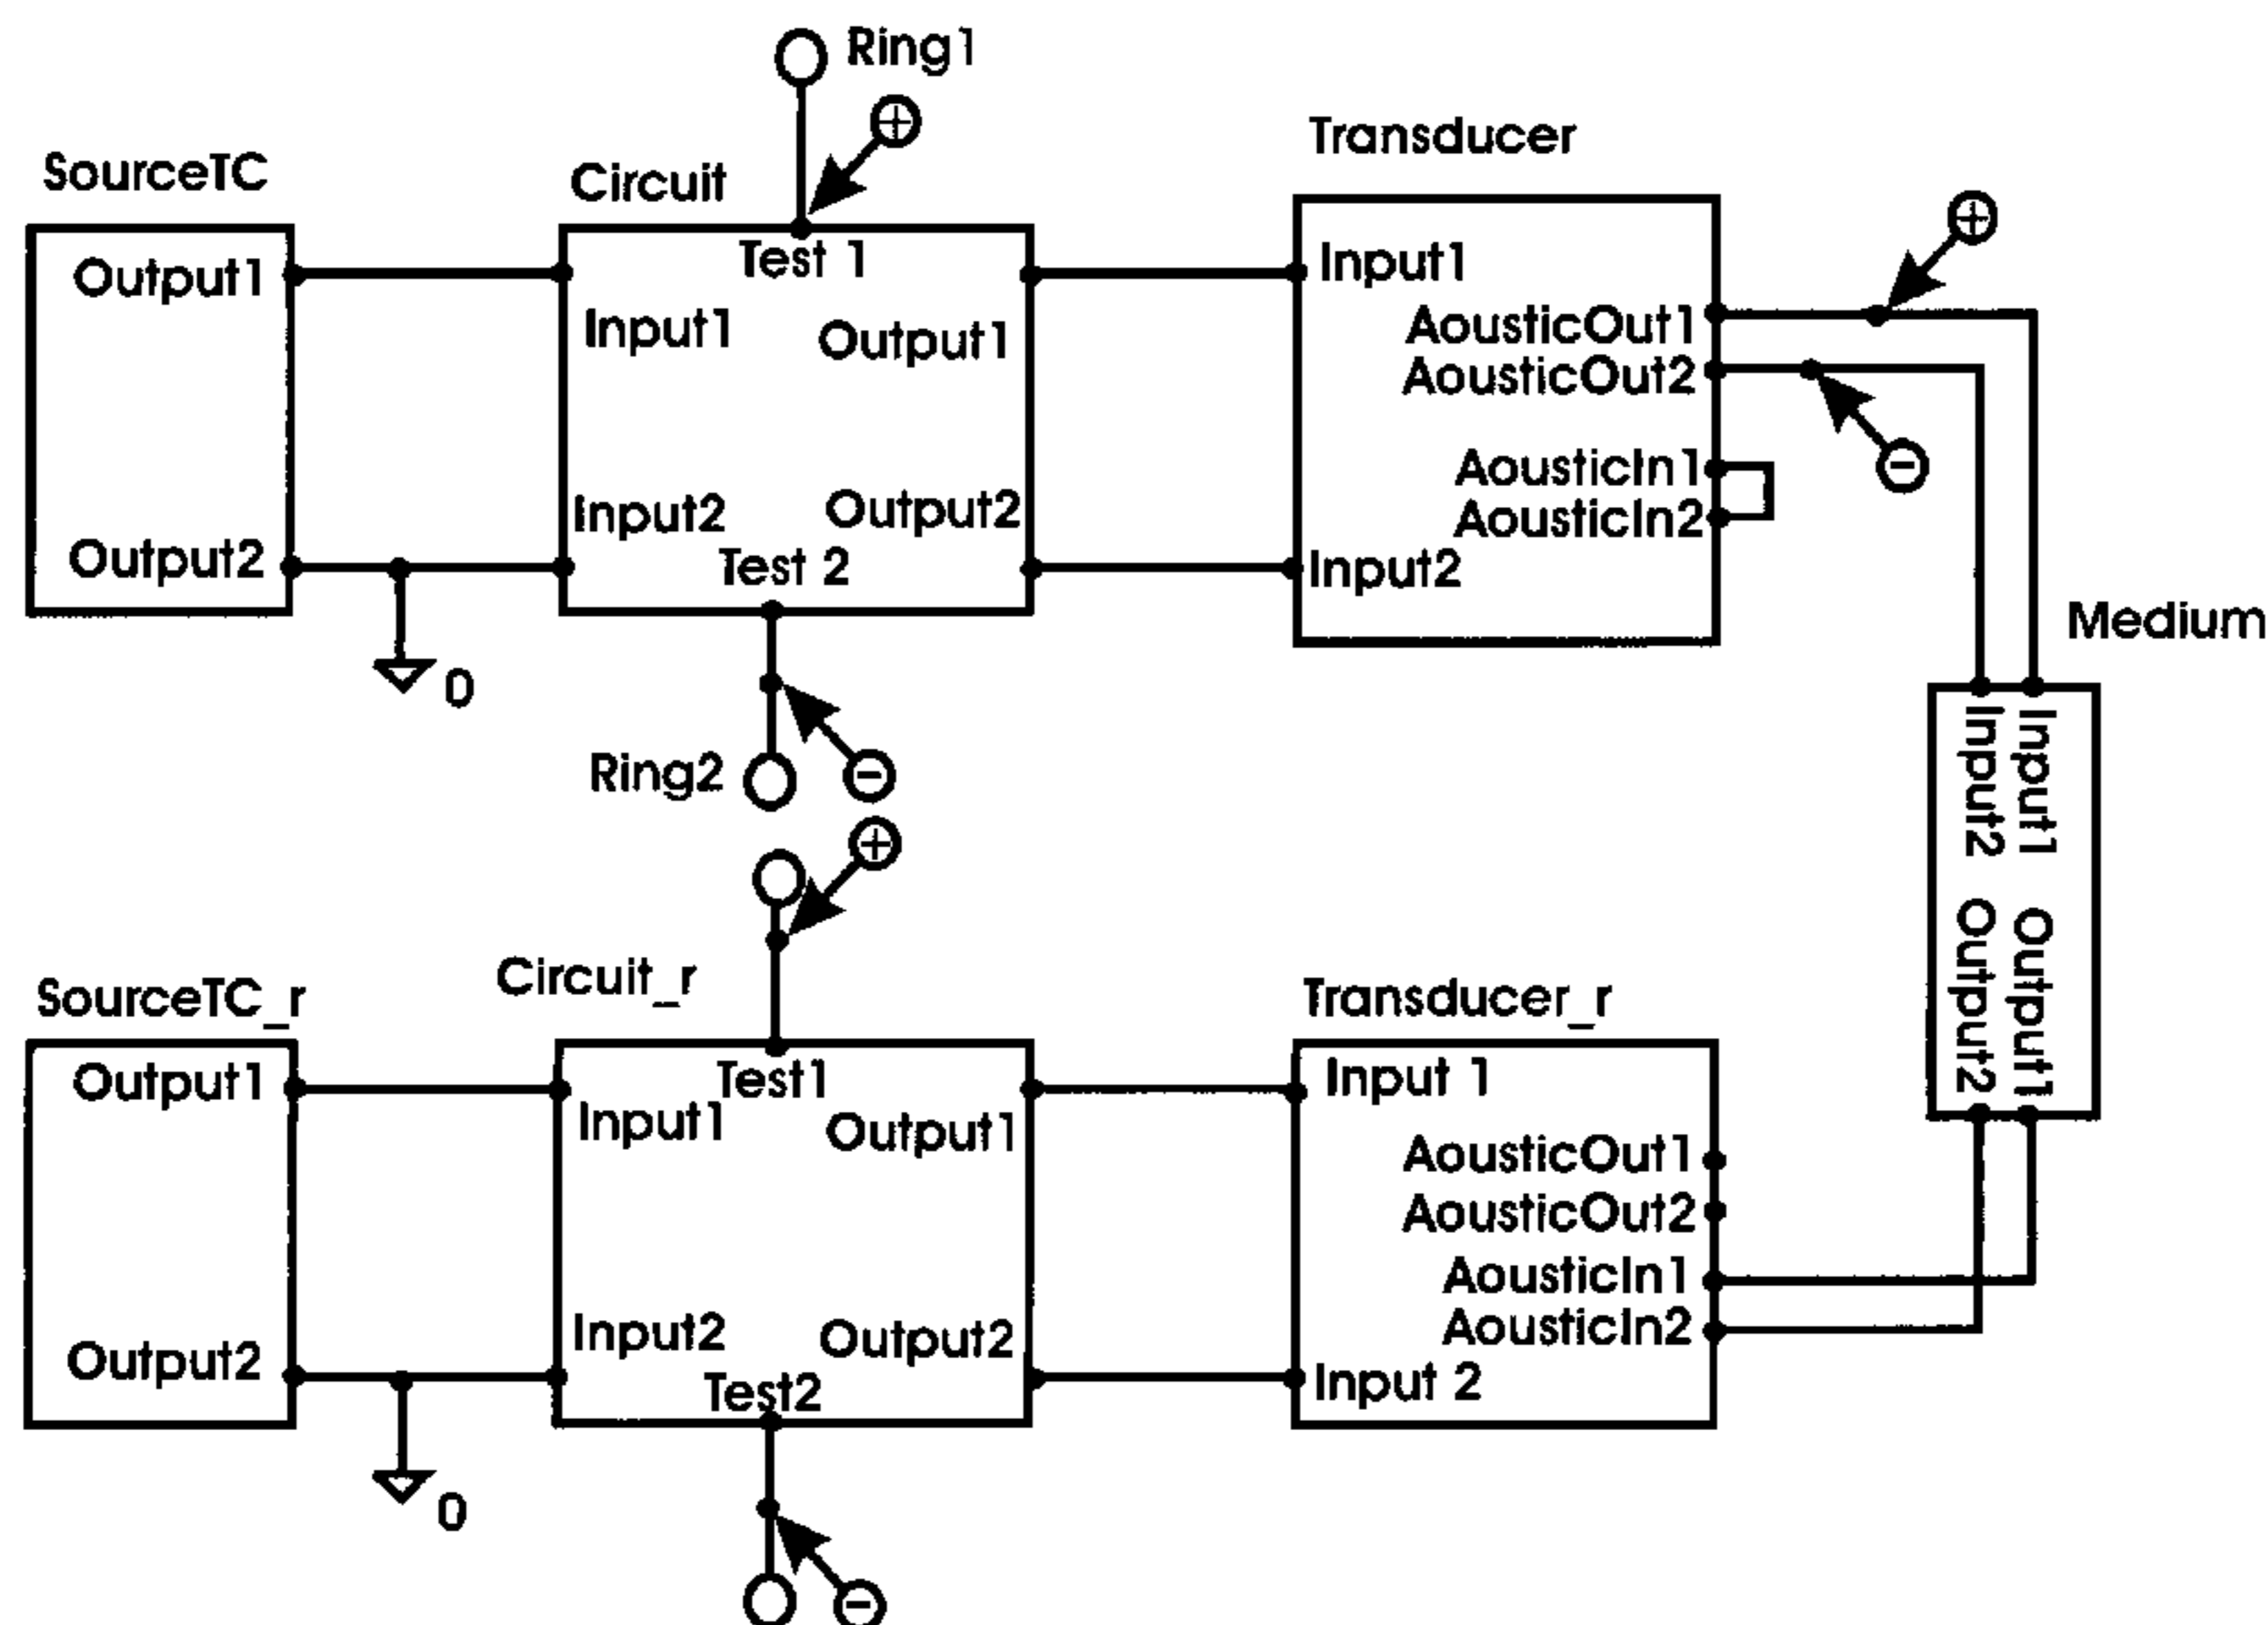 Ring1
Transducer
SourceTC
Circuit
Output1
Test 1
Input1
Input1
Output1
AousticOut1
AousticOut2
AousticIn1
AousticIn2
Input2
Output2
Output2
Test 2
Input2
0
Medium
Ring2
Input1
Input2
Output1
Output2
Circuit_r
SourceTC_r
Transducer_r
Output1
Test1
Input1
Output1
Input 1
AousticOut1
AousticOut2
AousticIn1
AousticIn2
Input2
Output2
Output2
Test2
Input 2
0